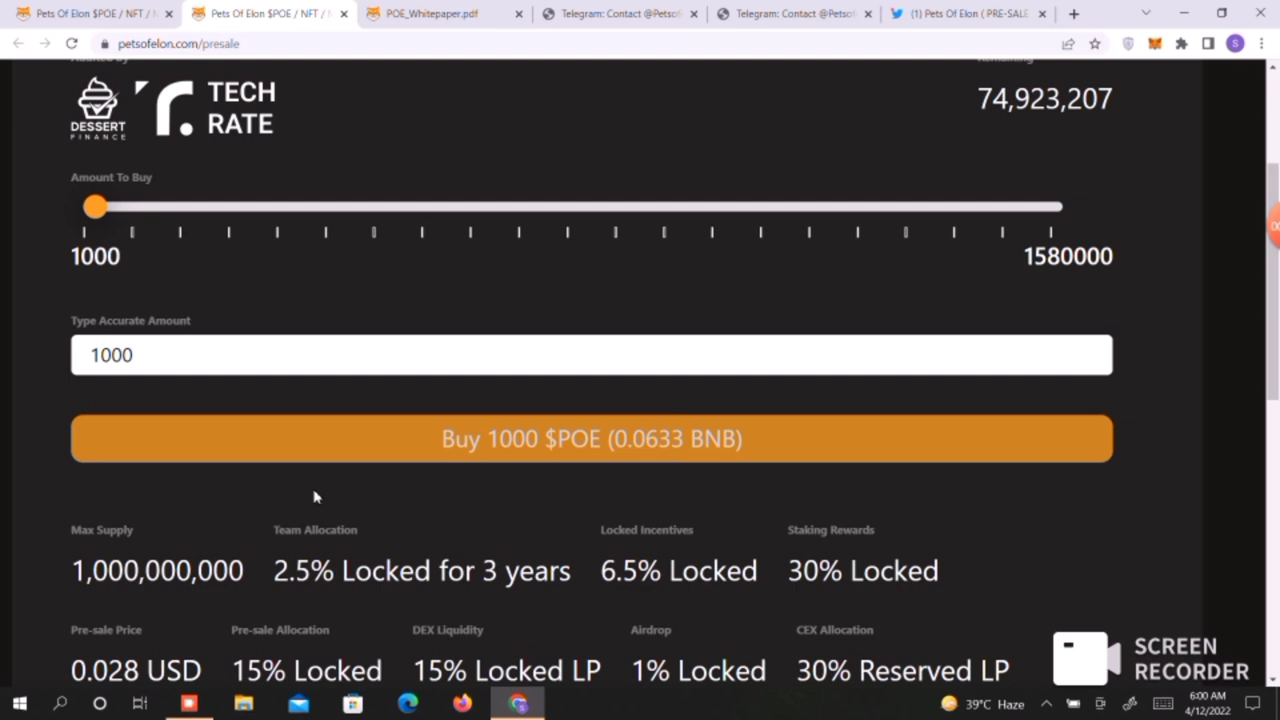 Pets Of Elon $POE / NFT / M
Pets Of Elon $POE / NFT / M
POE_Whitepaper.pdf
Telegram: Contact @Petsof
Telegram: Contact @Petsof
(1) Pets Of Elon ( PRE-SALE
petsofelon.com/presale
S
Audited By
Remaining
DESSERT
FINANCE
TECH
RATE
74,923,207
Amount To Buy
1000
1580000
Type Accurate Amount
1000
Buy 1000 $POE (0.0633 BNB)
Max Supply
Team Allocation
Locked Incentives
Staking Rewards
1,000,000,000
2.5% Locked for 3 years
6.5% Locked
30% Locked
Pre-sale Price
Pre-sale Allocation
DEX Liquidity
Airdrop
CEX Allocation
0.028 USD
15% Locked
15% Locked LP
1% Locked
30% Reserved LP
SCREEN
RECORDER
39°C Haze
6:00 AM
4/12/2022